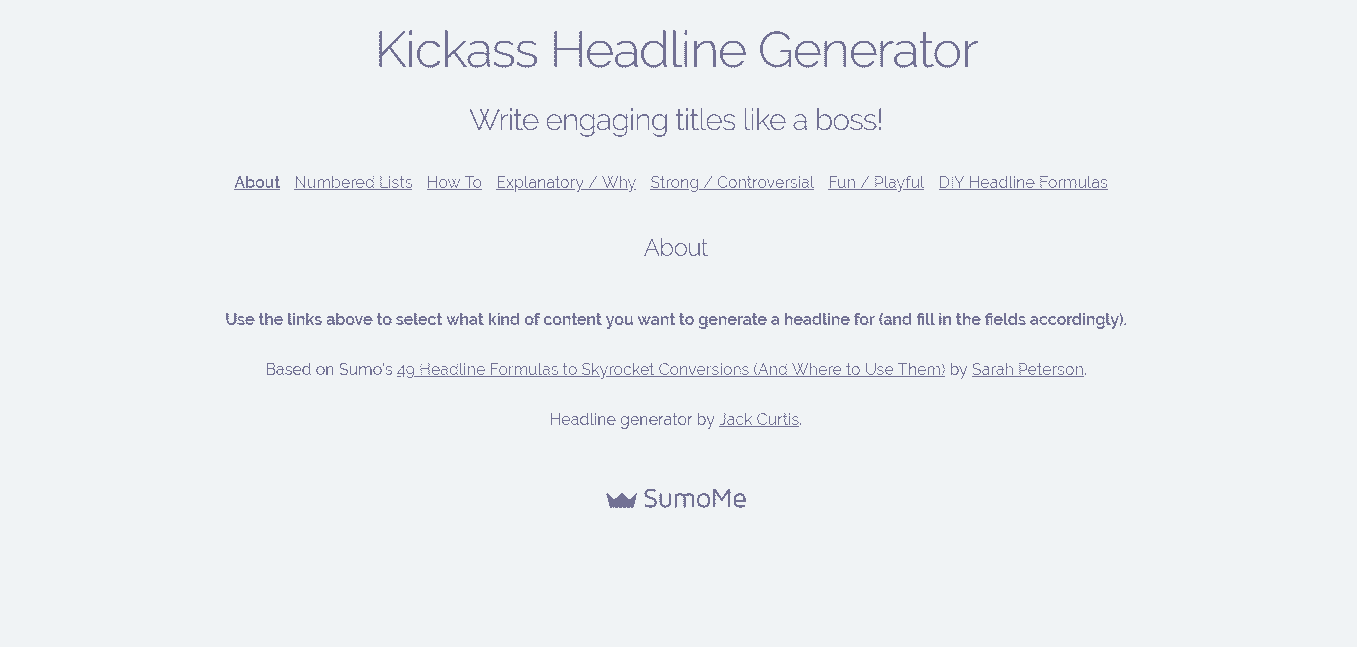 Kickass Headline Generator
Write engaging titles like a boss!
About Numbered Lists How To Explanatory / Why Strong / Controversial Fun / Playful DIY Headline Formulas
About
Use the links above to select what kind of content you want to generate a headline for (and fill in the fields accordingly).
Based on Sumo's 49 Headline Formulas to Skyrocket Conversions (And Where to Use Them) by Sarah Peterson.
Headline generator by Jack Curtis.
SumoMe